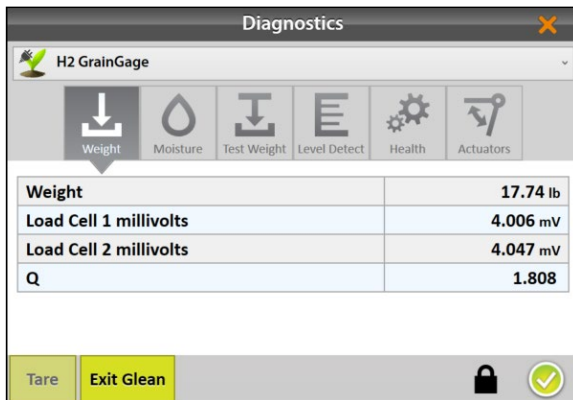 Diagnostics
H2 GrainGage
Weight
Moisture
Test Weight
Level Detect
Health
Actuators
Weight 17.74 lb
Load Cell 1 millivolts 4.006 mV
Load Cell 2 millivolts 4.047 mV
Q 1.808
Tare Exit Glean